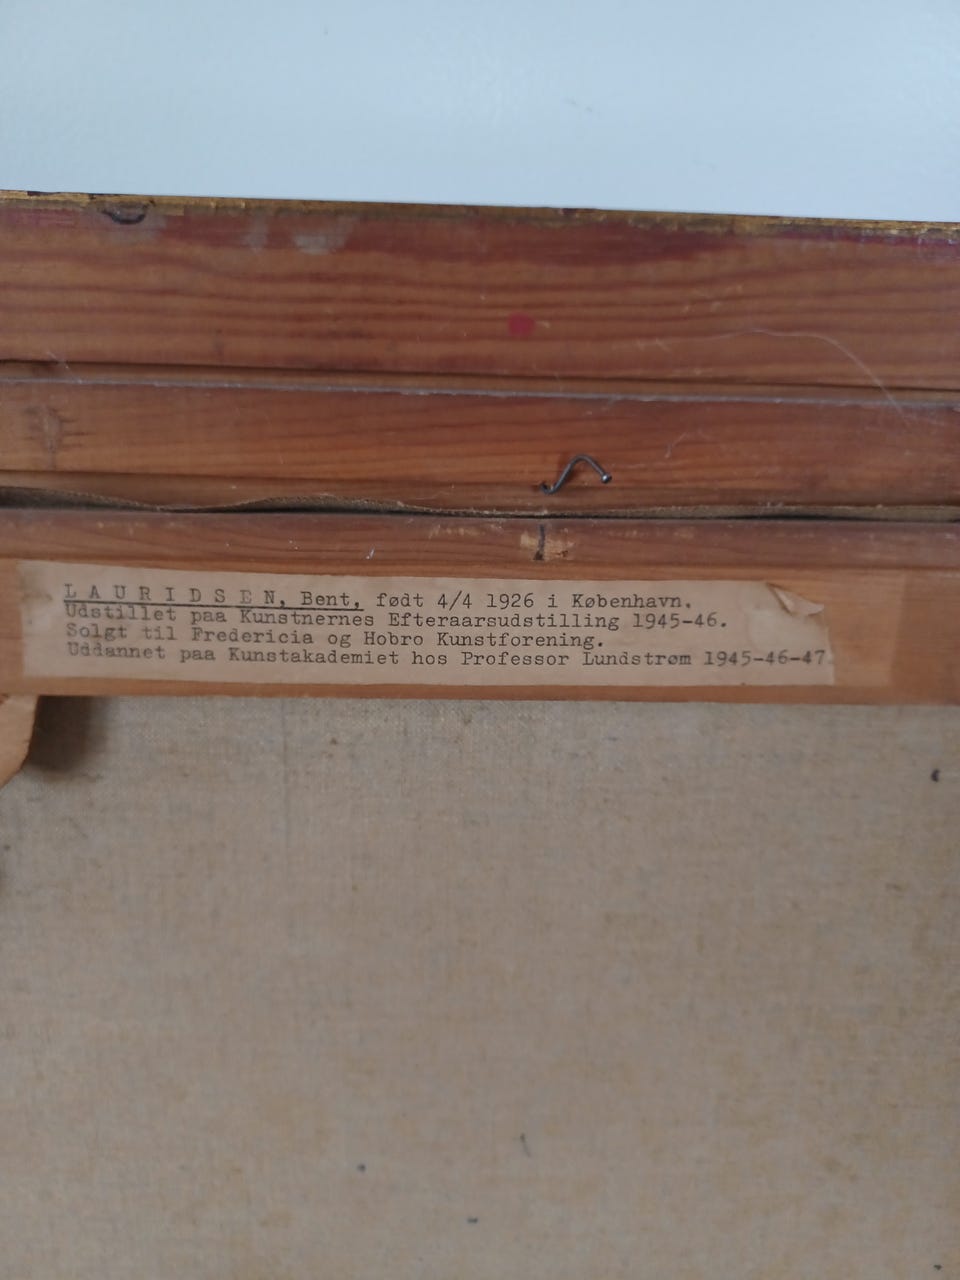 L A U R I D S E N, Bent, født 4/4 1926 i København.
Udstillet paa Kunstnernes Efteraarsudstilling 1945-46.
Solgt til Fredericia og Hobro Kunstforening.
Uddannet paa Kunstakademiet hos Professor Lundstrøm 1945-46-47